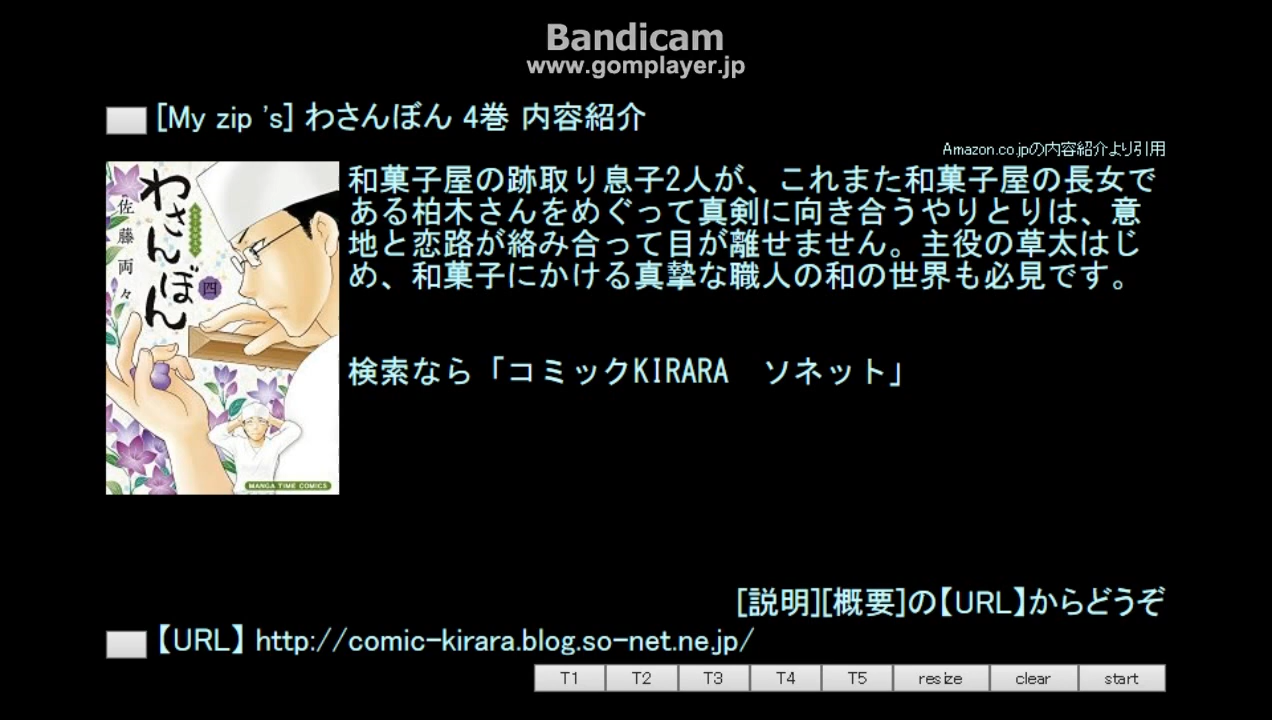 Bandicam
www.gomplayer.jp
[My zip 's] わさんぼん 4巻 内容紹介
Amazon.co.jpの内容紹介より引用
わさんぼん
四
佐藤両々
MANGA TIME COMICS
和菓子屋の跡取り息子2人が、これまた和菓子屋の長女で
ある柏木さんをめぐって真剣に向き合うやりとりは、意
地と恋路が絡み合って目が離せません。主役の草太はじ
め、和菓子にかける真摯な職人の和の世界も必見です。
検索なら「コミックKIRARA　ソネット」
[説明][概要]の【URL】からどうぞ
【URL】 http://comic-kirara.blog.so-net.ne.jp/
T1 T2 T3 T4 T5 resize clear start